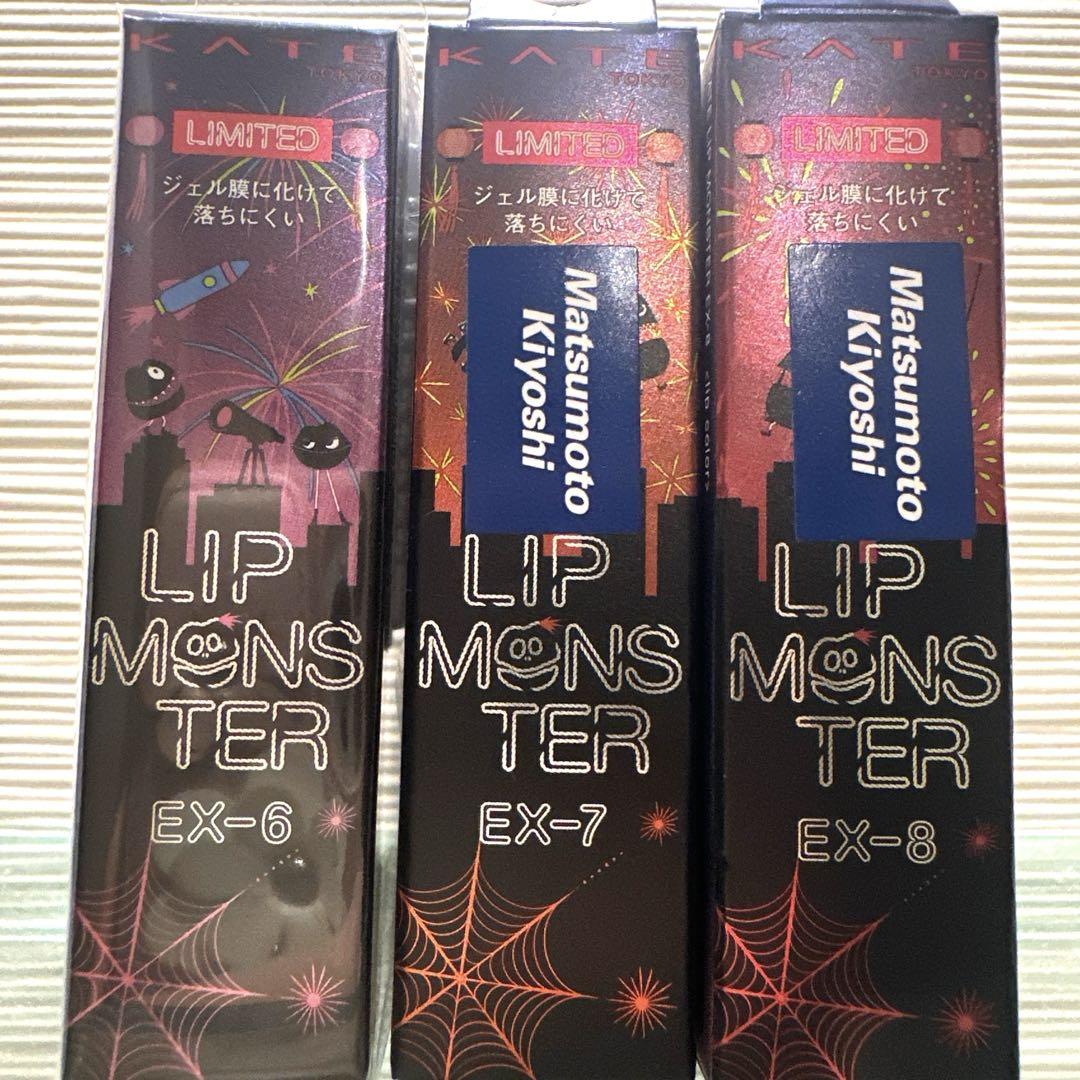 KATE
TOKYO
LIMITED
ジェル膜に化けて
落ちにくい
LIP
MONS
TER
EX-6
KATE
TOKYO
LIMITED
ジェル膜に化けて
落ちにくい
Matsumoto
Kiyoshi
LIP
MONS
TER
EX-7
KATE
TOKYO
LIMITED
ジェル膜に化けて
落ちにくい
Matsumoto
Kiyoshi
LIP
MONS
TER
EX-8